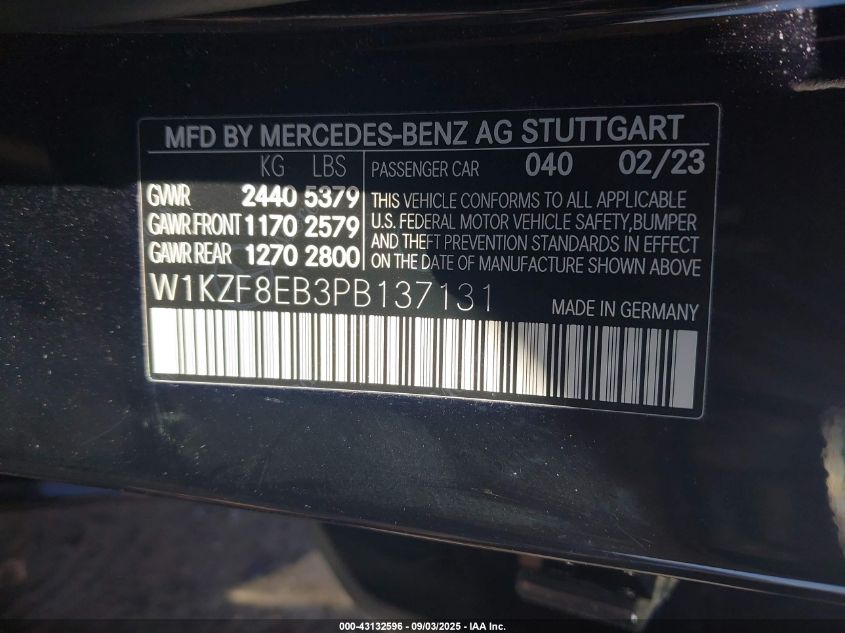 MFD BY MERCEDES-BENZ AG STUTTGART
KG LBS PASSENGER CAR 040 02/23
GVWR 2440 5379 THIS VEHICLE CONFORMS TO ALL APPLICABLE
GAWR FRONT 1170 2579 U.S. FEDERAL MOTOR VEHICLE SAFETY,BUMPER
AND THEFT PREVENTION STANDARDS IN EFFECT
GAWR REAR 1270 2800 ON THE DATE OF MANUFACTURE SHOWN ABOVE.
W1KZF8EB3PB137131 MADE IN GERMANY
000-43132596 - 09/03/2025 - IAA Inc.